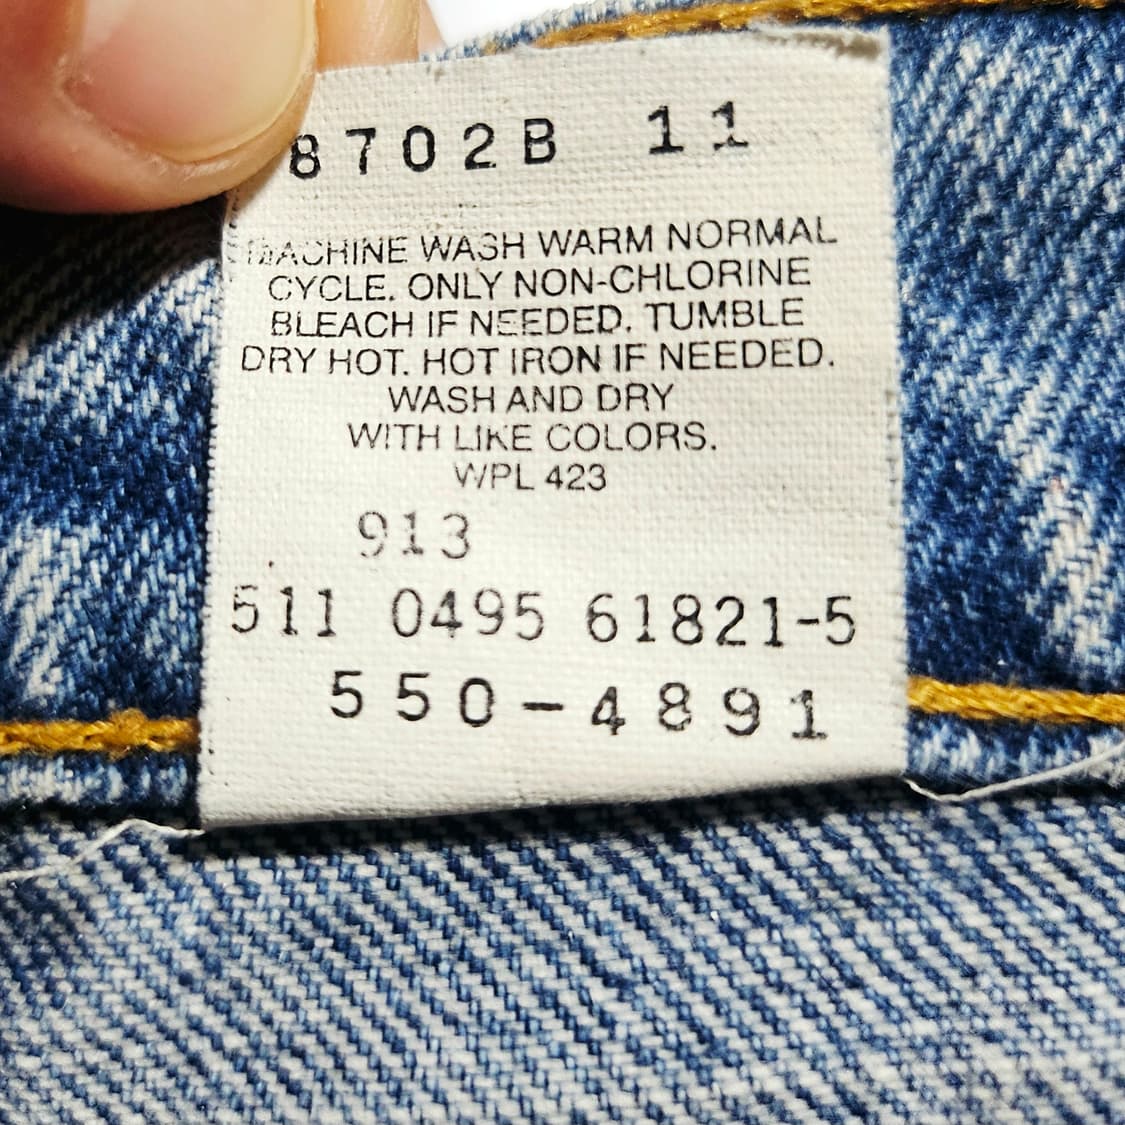 8702B 11
MACHINE WASH WARM NORMAL
CYCLE. ONLY NON-CHLORINE
BLEACH IF NEEDED. TUMBLE
DRY HOT. HOT IRON IF NEEDED.
WASH AND DRY
WITH LIKE COLORS.
WPL 423
913
511 0495 61821-5
550-4891